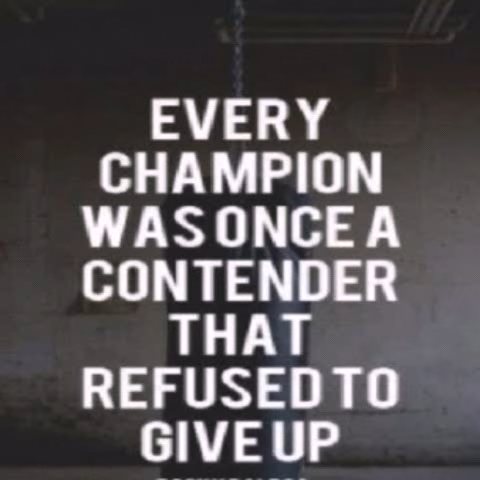 EVERY
CHAMPION
WAS ONCE A
CONTENDER
THAT
REFUSED TO
GIVE UP